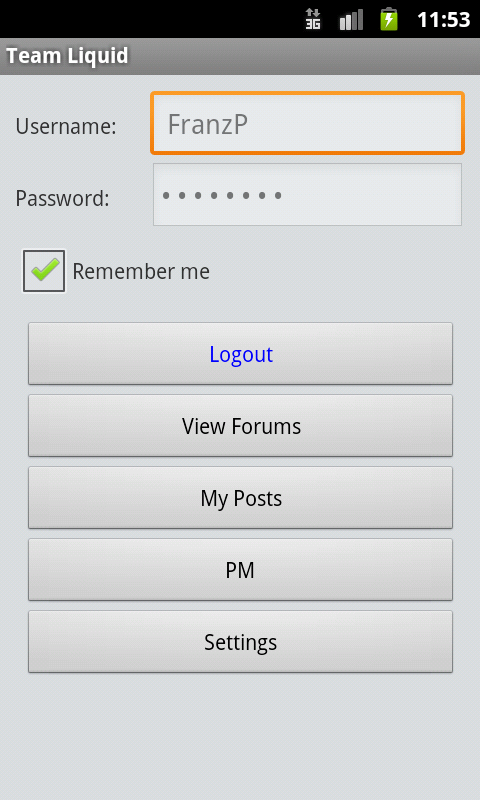 3G 11:53
Team Liquid
Username: FranzP
Password: ••••••••
Remember me
Logout
View Forums
My Posts
PM
Settings